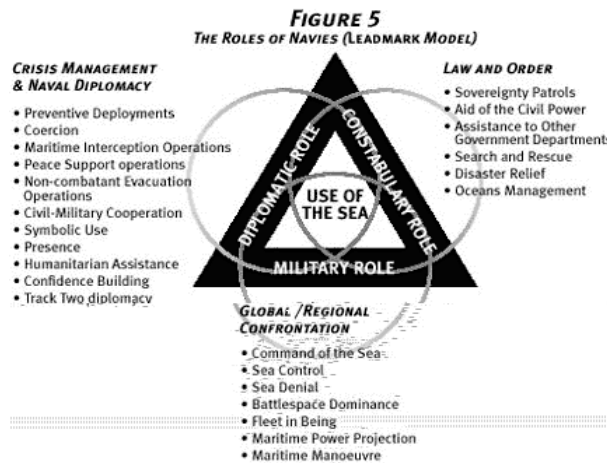 FIGURE 5
THE ROLES OF NAVIES (LEADMARK MODEL)
CRISIS MANAGEMENT
& NAVAL DIPLOMACY
• Preventive Deployments
• Coercion
• Maritime Interception Operations
• Peace Support operations
• Non-combatant Evacuation
Operations
• Civil-Military Cooperation
• Symbolic Use
• Presence
• Humanitarian Assistance
• Confidence Building
• Track Two diplomacy
LAW AND ORDER
• Sovereignty Patrols
• Aid of the Civil Power
• Assistance to Other
Government Departments
• Search and Rescue
• Disaster Relief
• Oceans Management
DIPLOMATIC ROLE
CONSTABULARY ROLE
USE OF
THE SEA
MILITARY ROLE
GLOBAL /REGIONAL
CONFRONTATION
• Command of the Sea
• Sea Control
• Sea Denial
• Battlespace Dominance
• Fleet in Being
• Maritime Power Projection
• Maritime Manoeuvre